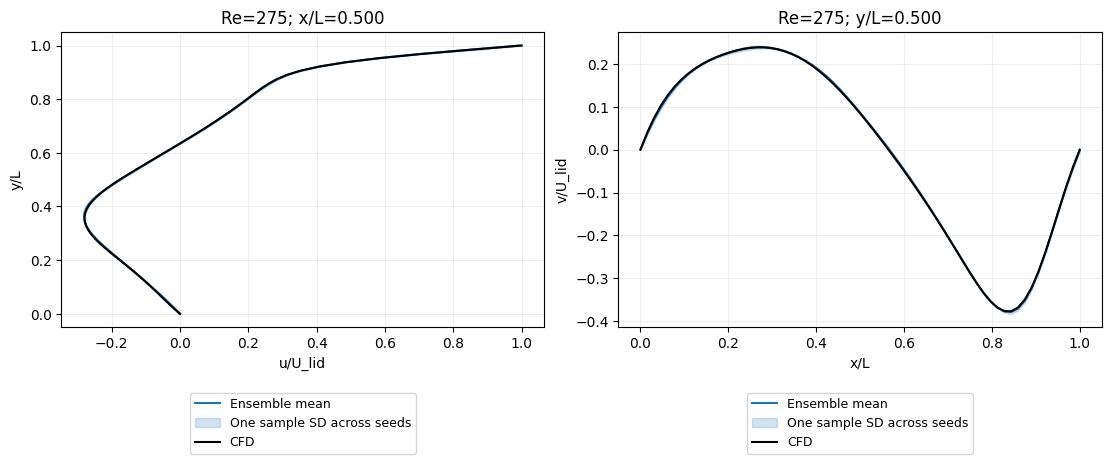 Re=275; x/L=0.500
1.0
0.8
0.6
0.4
0.2
0.0
y/L
−0.2 0.0 0.2 0.4 0.6 0.8 1.0
u/U_lid
Ensemble mean
One sample SD across seeds
CFD
Re=275; y/L=0.500
0.2
0.1
0.0
−0.1
−0.2
−0.3
−0.4
v/U_lid
0.0 0.2 0.4 0.6 0.8 1.0
x/L
Ensemble mean
One sample SD across seeds
CFD